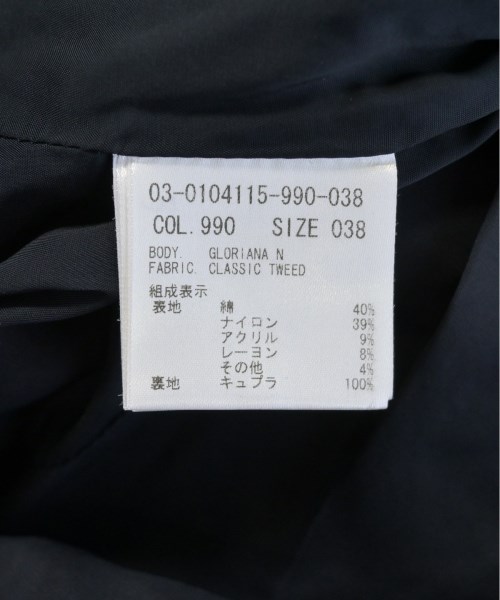 03-0104115-990-038
COL.990 SIZE 038
BODY. GLORIANA N
FABRIC. CLASSIC TWEED
組成表示
表地 綿 40%
ナイロン 39%
アクリル 9%
レーヨン 8%
その他 4%
裏地 キュプラ 100%